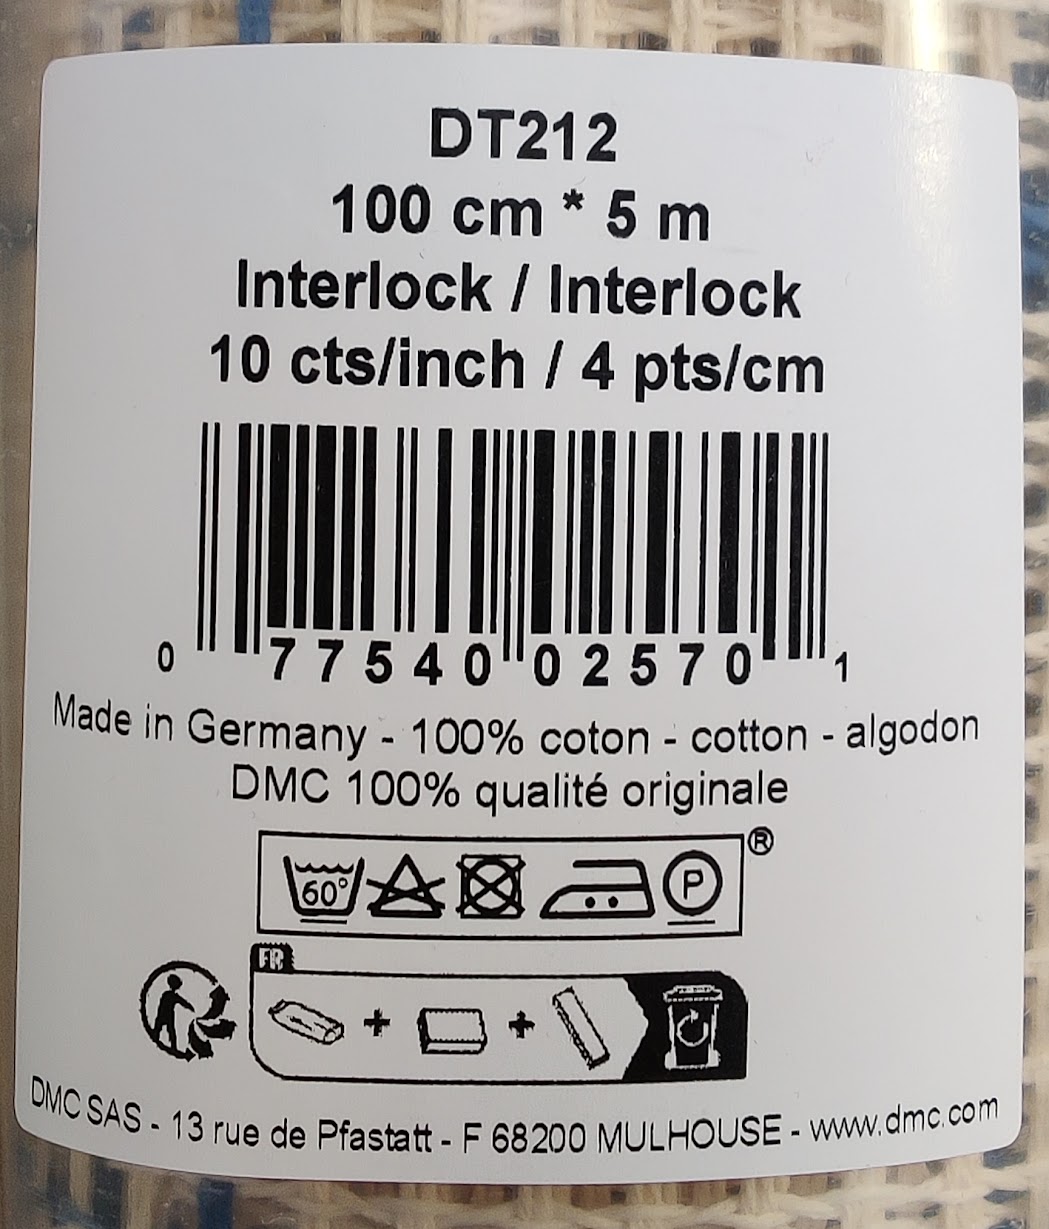 DT212
100 cm * 5 m
Interlock / Interlock
10 cts/inch / 4 pts/cm
0 77540 02570 1
Made in Germany - 100% coton - cotton - algodon
DMC 100% qualité originale
®
60° P
FR
DMC SAS - 13 rue de Pfastatt - F 68200 MULHOUSE - www.dmc.com